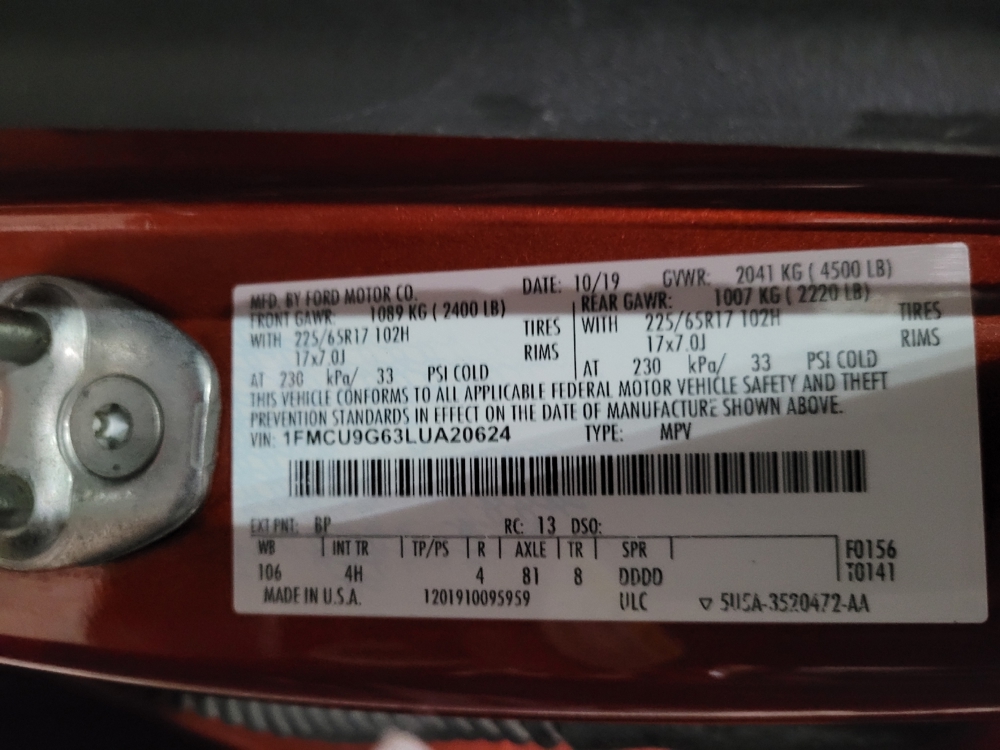 MFD. BY FORD MOTOR CO. DATE: 10/19 GVWR: 2041 KG ( 4500 LB)
FRONT GAWR: 1089 KG ( 2400 LB) REAR GAWR: 1007 KG ( 2220 LB)
WITH 225/65R17 102H TIRES WITH 225/65R17 102H TIRES
17x7.0J RIMS 17x7.0J RIMS
AT 230 kPa/ 33 PSI COLD AT 230 kPa/ 33 PSI COLD
THIS VEHICLE CONFORMS TO ALL APPLICABLE FEDERAL MOTOR VEHICLE SAFETY AND THEFT
PREVENTION STANDARDS IN EFFECT ON THE DATE OF MANUFACTURE SHOWN ABOVE.
VIN: 1FMCU9G63LUA20624 TYPE: MPV
EXT PNT: BP RC: 13 DSO:
WB INT TR TP/PS R AXLE TR SPR F0156
106 4H 4 81 8 DDDD T0141
MADE IN U.S.A. 1201910095959 ULC ▽ 5U5A-3520472-AA